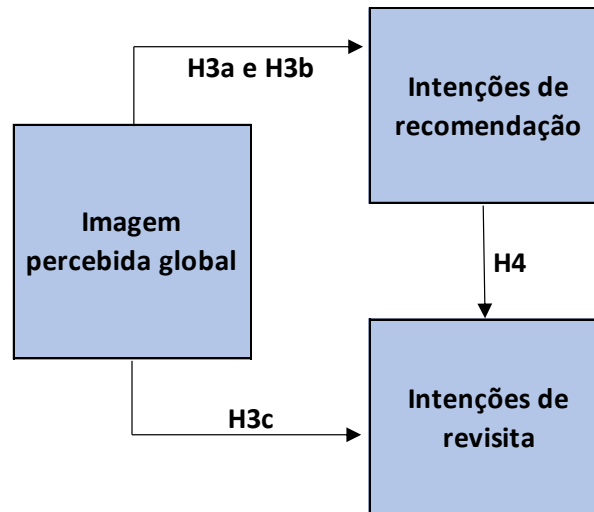 H3a e H3b
Intenções de
recomendação
Imagem
percebida global
H4
H3c
Intenções de
revisita